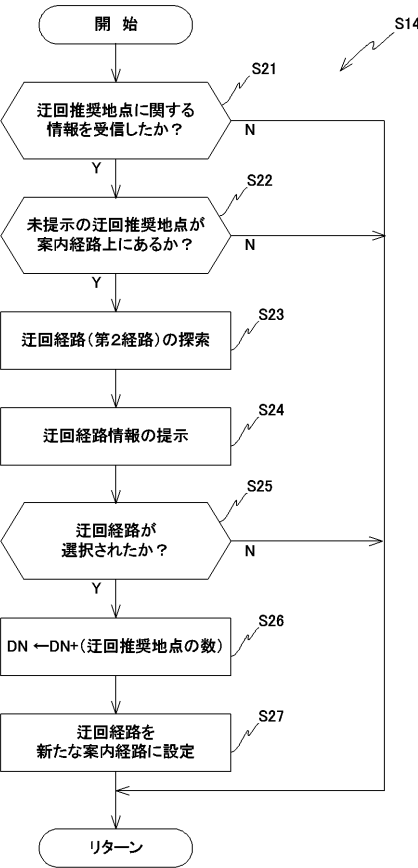 開 始
S14
S21
迂回推奨地点に関する
情報を受信したか？
N
Y
S22
未提示の迂回推奨地点が
案内経路上にあるか？
N
Y
S23
迂回経路（第２経路）の探索
S24
迂回経路情報の提示
S25
迂回経路が
選択されたか？
N
Y
S26
DN ←DN+（迂回推奨地点の数）
S27
迂回経路を
新たな案内経路に設定
リターン